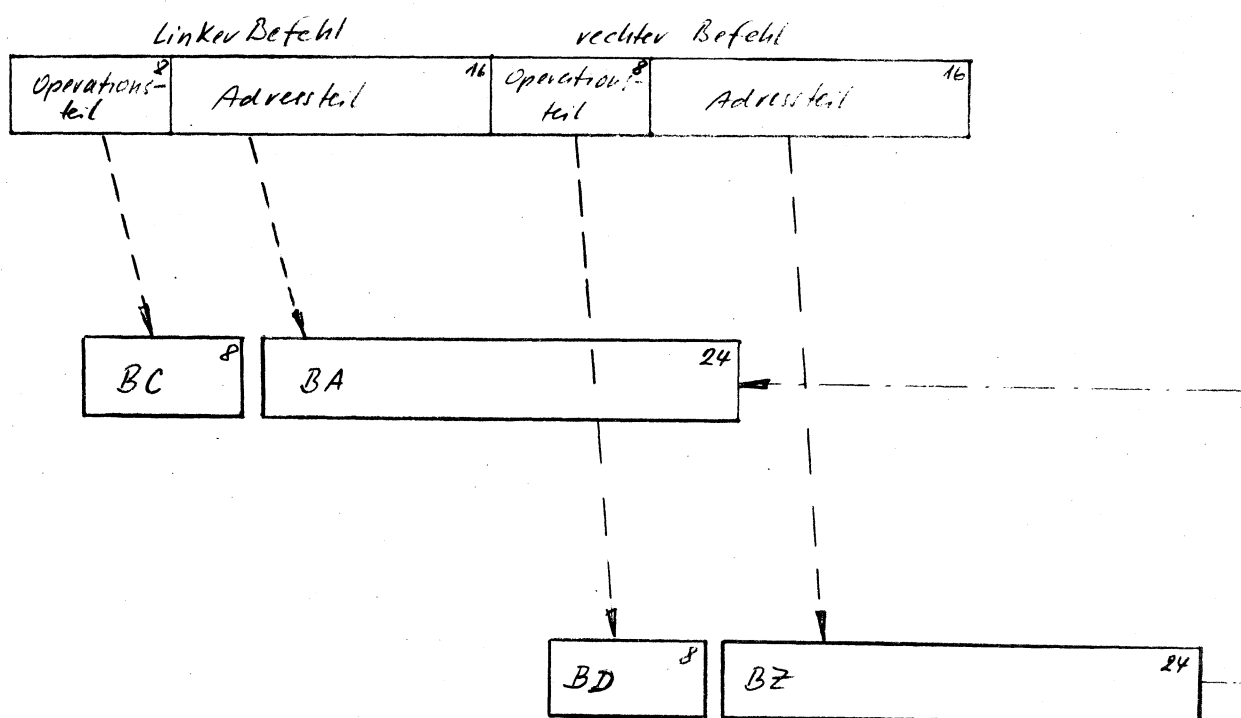 Linker Befehl rechter Befehl
8 16 8 16
Operations- Adressteil Operations- Adressteil
teil teil
8 24
BC BA
8 24
BD BZ